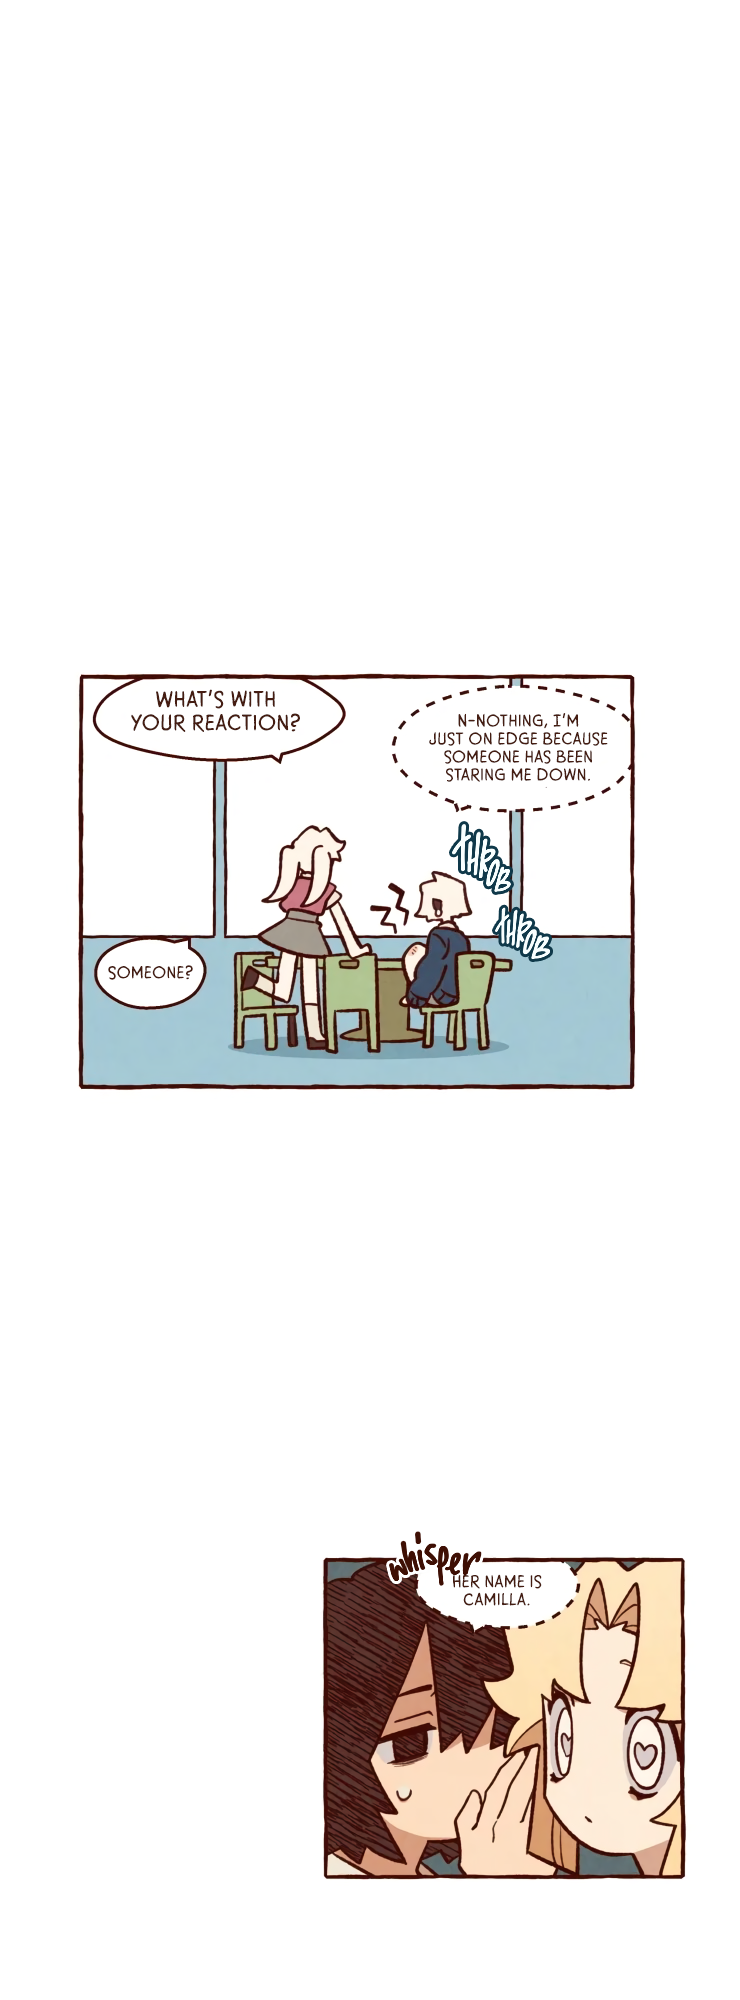 WHAT'S WITH
YOUR REACTION?
N-NOTHING, I'M
JUST ON EDGE BECAUSE
SOMEONE HAS BEEN
STARING ME DOWN.
THROB
THROB
SOMEONE?
whisper
HER NAME IS
CAMILLA.